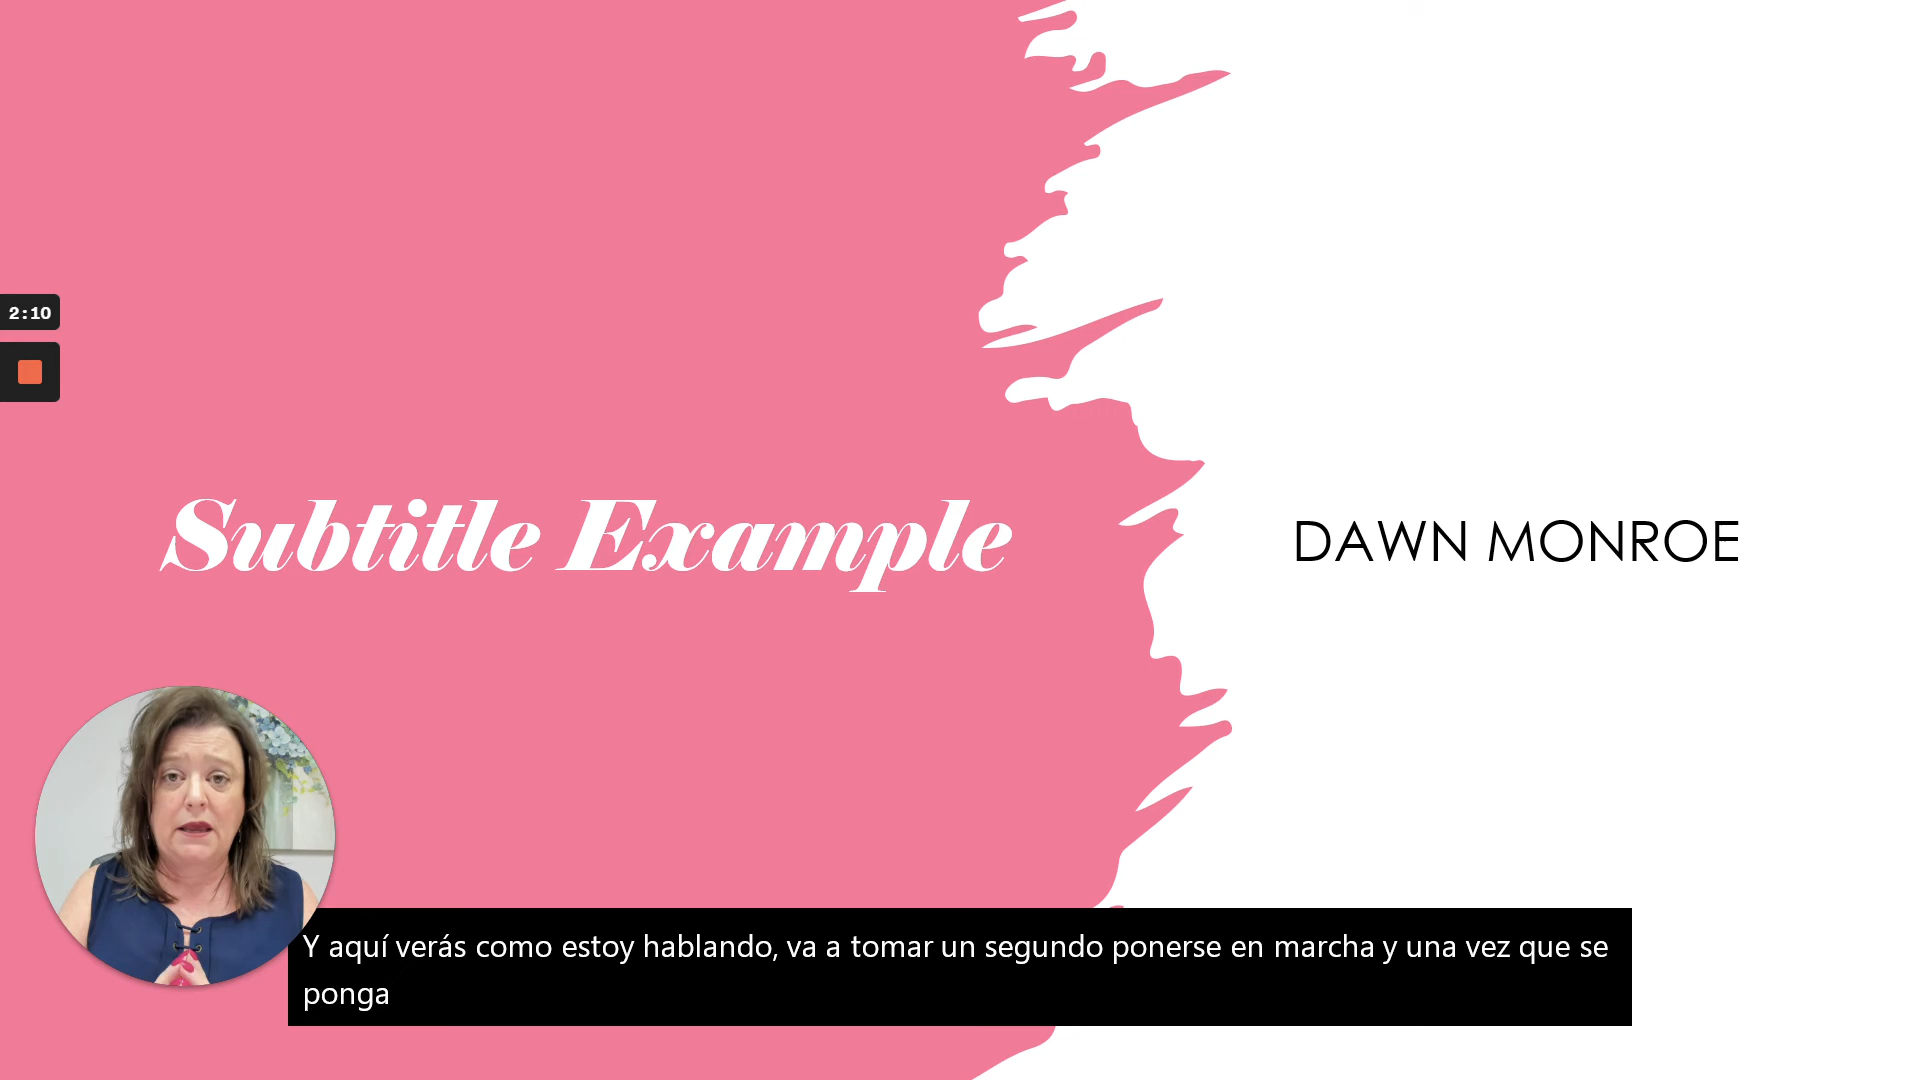 2:10
Subtitle Example
DAWN MONROE
Y aquí verás como estoy hablando, va a tomar un segundo ponerse en marcha y una vez que se
ponga